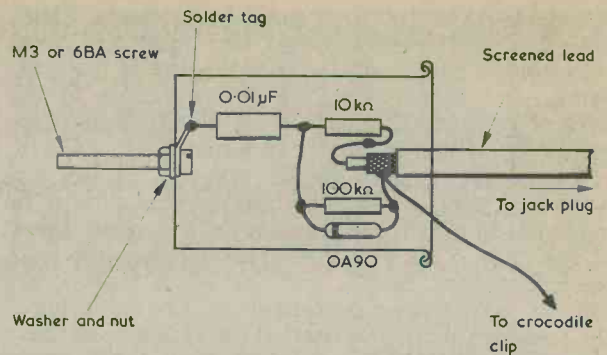 Solder tag
M3 or 6BA screw
Screened lead
0·01µF
10kΩ
100kΩ
To jack plug
OA90
Washer and nut
To crocodile
clip